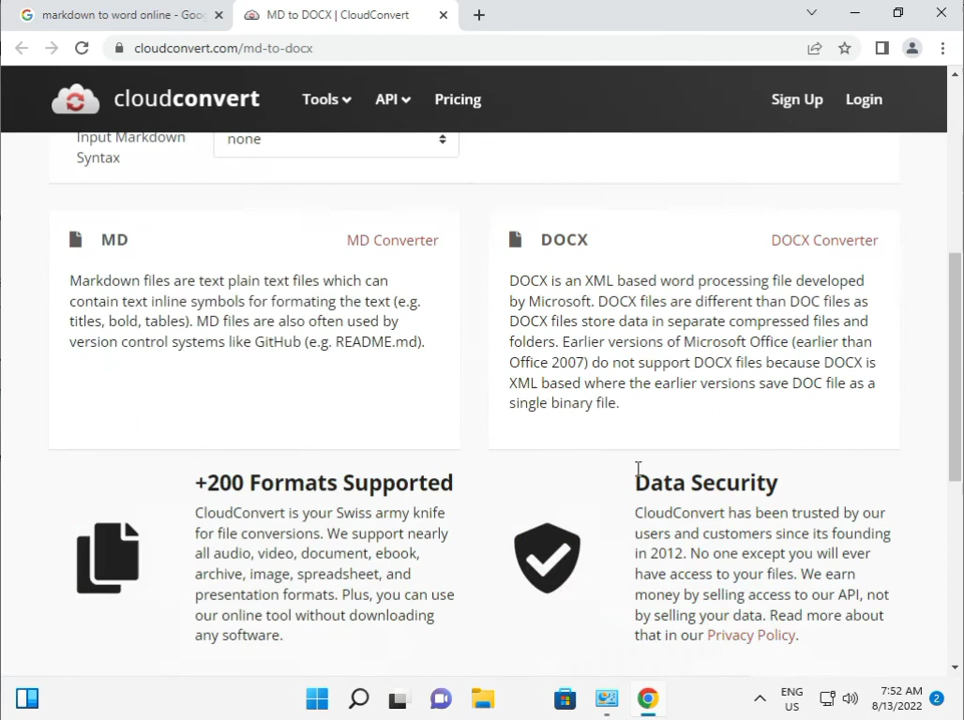 markdown to word online - Goo
MD to DOCX | CloudConvert
cloudconvert.com/md-to-docx
cloudconvert
Tools
API
Pricing
Sign Up
Login
Input Markdown
Syntax
none
MD
MD Converter
Markdown files are text plain text files which can
contain text inline symbols for formating the text (e.g.
titles, bold, tables). MD files are also often used by
version control systems like GitHub (e.g. README.md).
DOCX
DOCX Converter
DOCX is an XML based word processing file developed
by Microsoft. DOCX files are different than DOC files as
DOCX files store data in separate compressed files and
folders. Earlier versions of Microsoft Office (earlier than
Office 2007) do not support DOCX files because DOCX is
XML based where the earlier versions save DOC file as a
single binary file.
+200 Formats Supported
CloudConvert is your Swiss army knife
for file conversions. We support nearly
all audio, video, document, ebook,
archive, image, spreadsheet, and
presentation formats. Plus, you can use
our online tool without downloading
any software.
Data Security
CloudConvert has been trusted by our
users and customers since its founding
in 2012. No one except you will ever
have access to your files. We earn
money by selling access to our API, not
by selling your data. Read more about
that in our Privacy Policy.
ENG
US
7:52 AM
8/13/2022
2